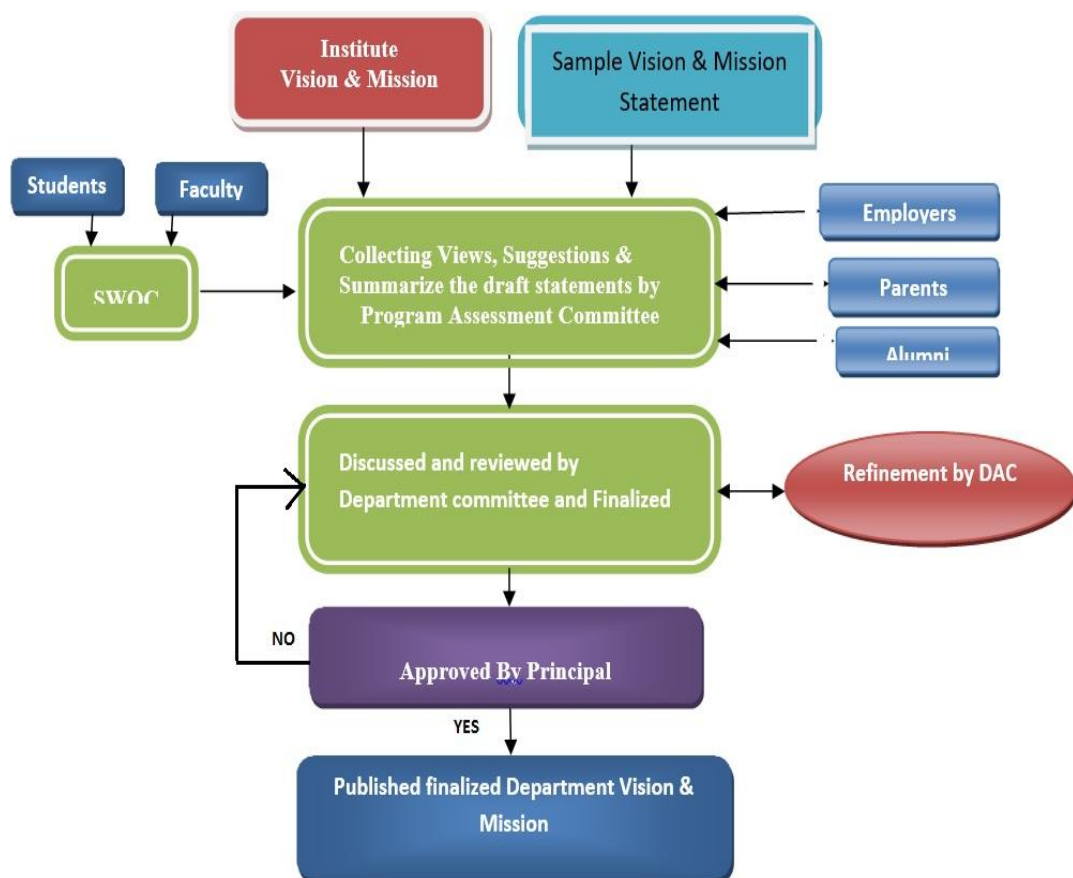 Institute
Vision & Mission
Sample Vision & Mission
Statement
Students
Faculty
SWOC
Employers
Parents
Alumni
Collecting Views, Suggestions &
Summarize the draft statements by
Program Assessment Committee
Discussed and reviewed by
Department committee and Finalized
Refinement by DAC
NO
Approved By Principal
YES
Published finalized Department Vision &
Mission